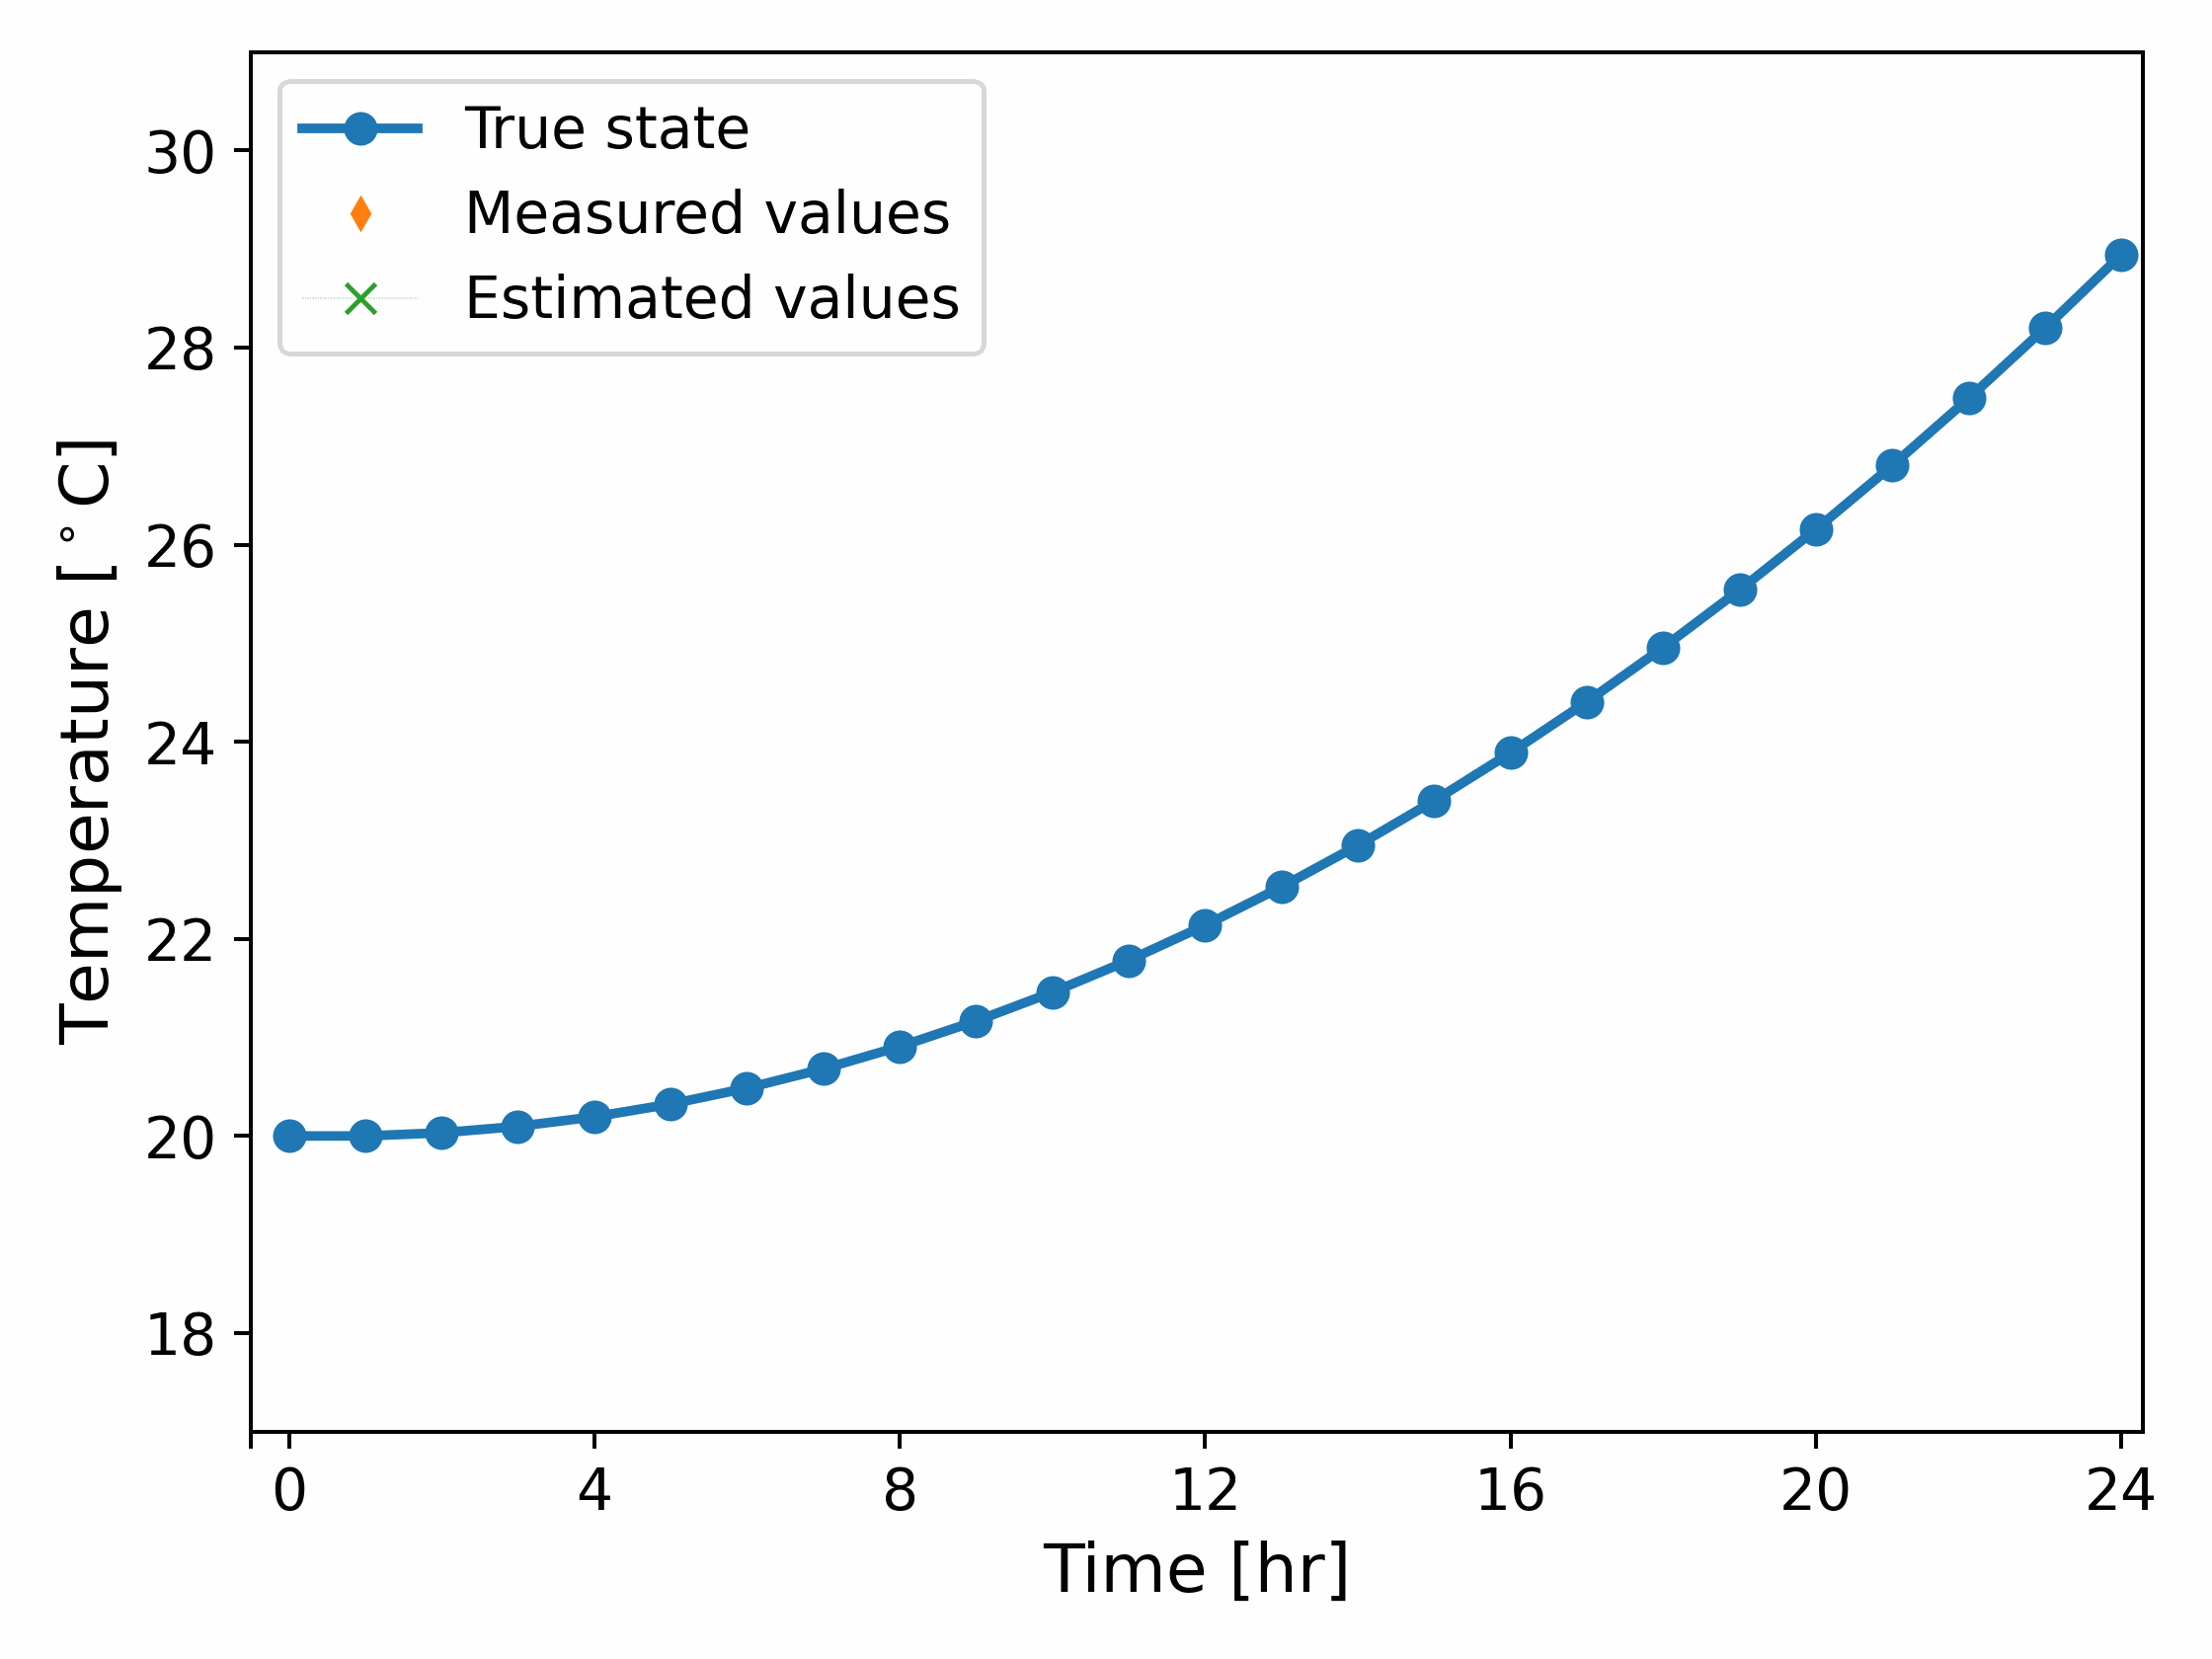 True state
Measured values
Estimated values
30
28
26
24
22
20
18
Temperature [°C]
0 4 8 12 16 20 24
Time [hr]